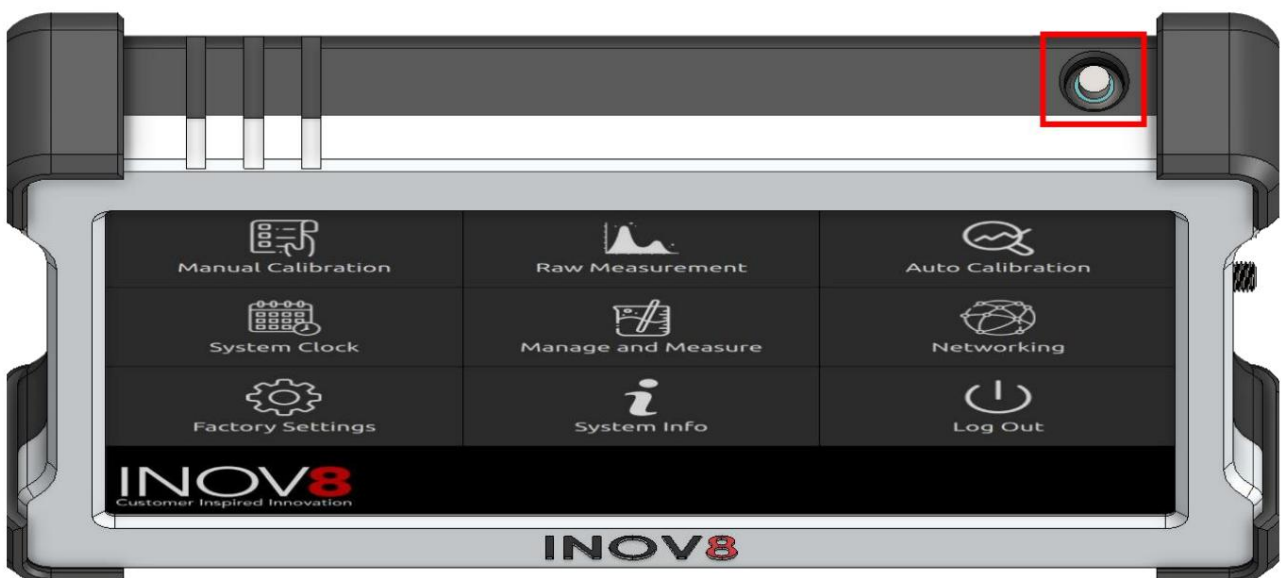 Manual Calibration
Raw Measurement
Auto Calibration
System Clock
Manage and Measure
Networking
Factory Settings
System Info
Log Out
INOV8
Customer Inspired Innovation
INOV8